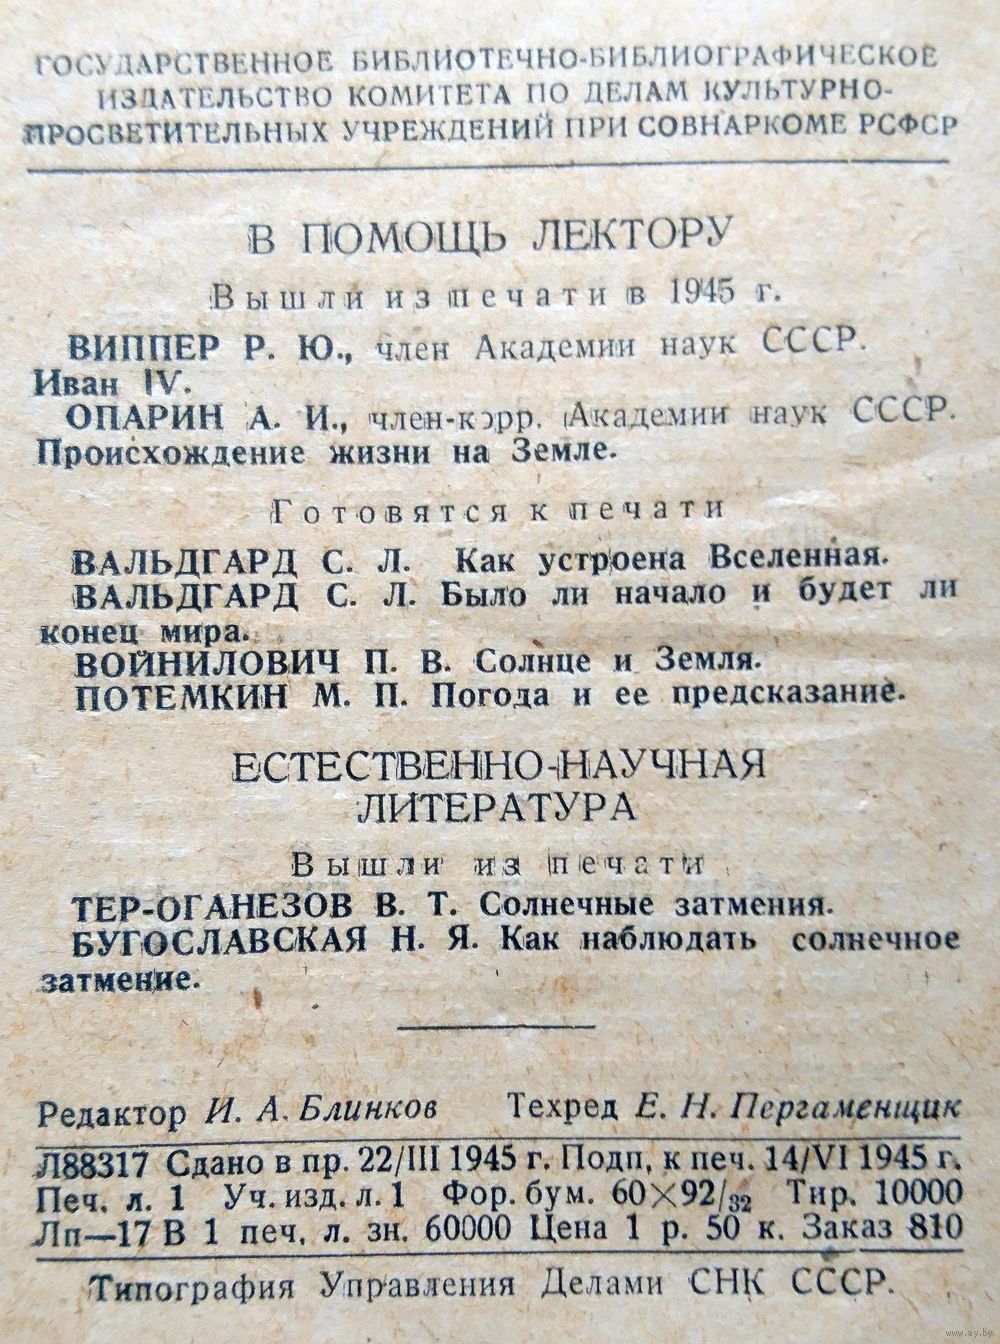 ГОСУДАРСТВЕННОЕ БИБЛИОТЕЧНО-БИБЛИОГРАФИЧЕСКОЕ
ИЗДАТЕЛЬСТВО КОМИТЕТА ПО ДЕЛАМ КУЛЬТУРНО-
ПРОСВЕТИТЕЛЬНЫХ УЧРЕЖДЕНИЙ ПРИ СОВНАРКОМЕ РСФСР
В ПОМОЩЬ ЛЕКТОРУ
Вышли из печати в 1945 г.
ВИППЕР Р. Ю., член Академии наук СССР.
Иван IV.
ОПАРИН А. И., член-корр. Академии наук СССР.
Происхождение жизни на Земле.
Готовятся к печати
ВАЛЬДГАРД С. Л. Как устроена Вселенная.
ВАЛЬДГАРД С. Л. Было ли начало и будет ли
конец мира.
ВОЙНИЛОВИЧ П. В. Солнце и Земля.
ПОТЕМКИН М. П. Погода и ее предсказание.
ЕСТЕСТВЕННО-НАУЧНАЯ
ЛИТЕРАТУРА
Вышли из печати
ТЕР-ОГАНЕЗОВ В. Т. Солнечные затмения.
БУГОСЛАВСКАЯ Н. Я. Как наблюдать солнечное
затмение.
Редактор И. А. Блинков Техред Е. Н. Пергаменщик
Л88317 Сдано в пр. 22/III 1945 г. Подп. к печ. 14/VI 1945 г.
Печ. л. 1 Уч. изд. л. 1 Фор. бум. 60×92/32 Тир. 10000
Лп—17 В 1 печ. л. зн. 60000 Цена 1 р. 50 к. Заказ 810
Типография Управления Делами СНК СССР.
www.ay.by